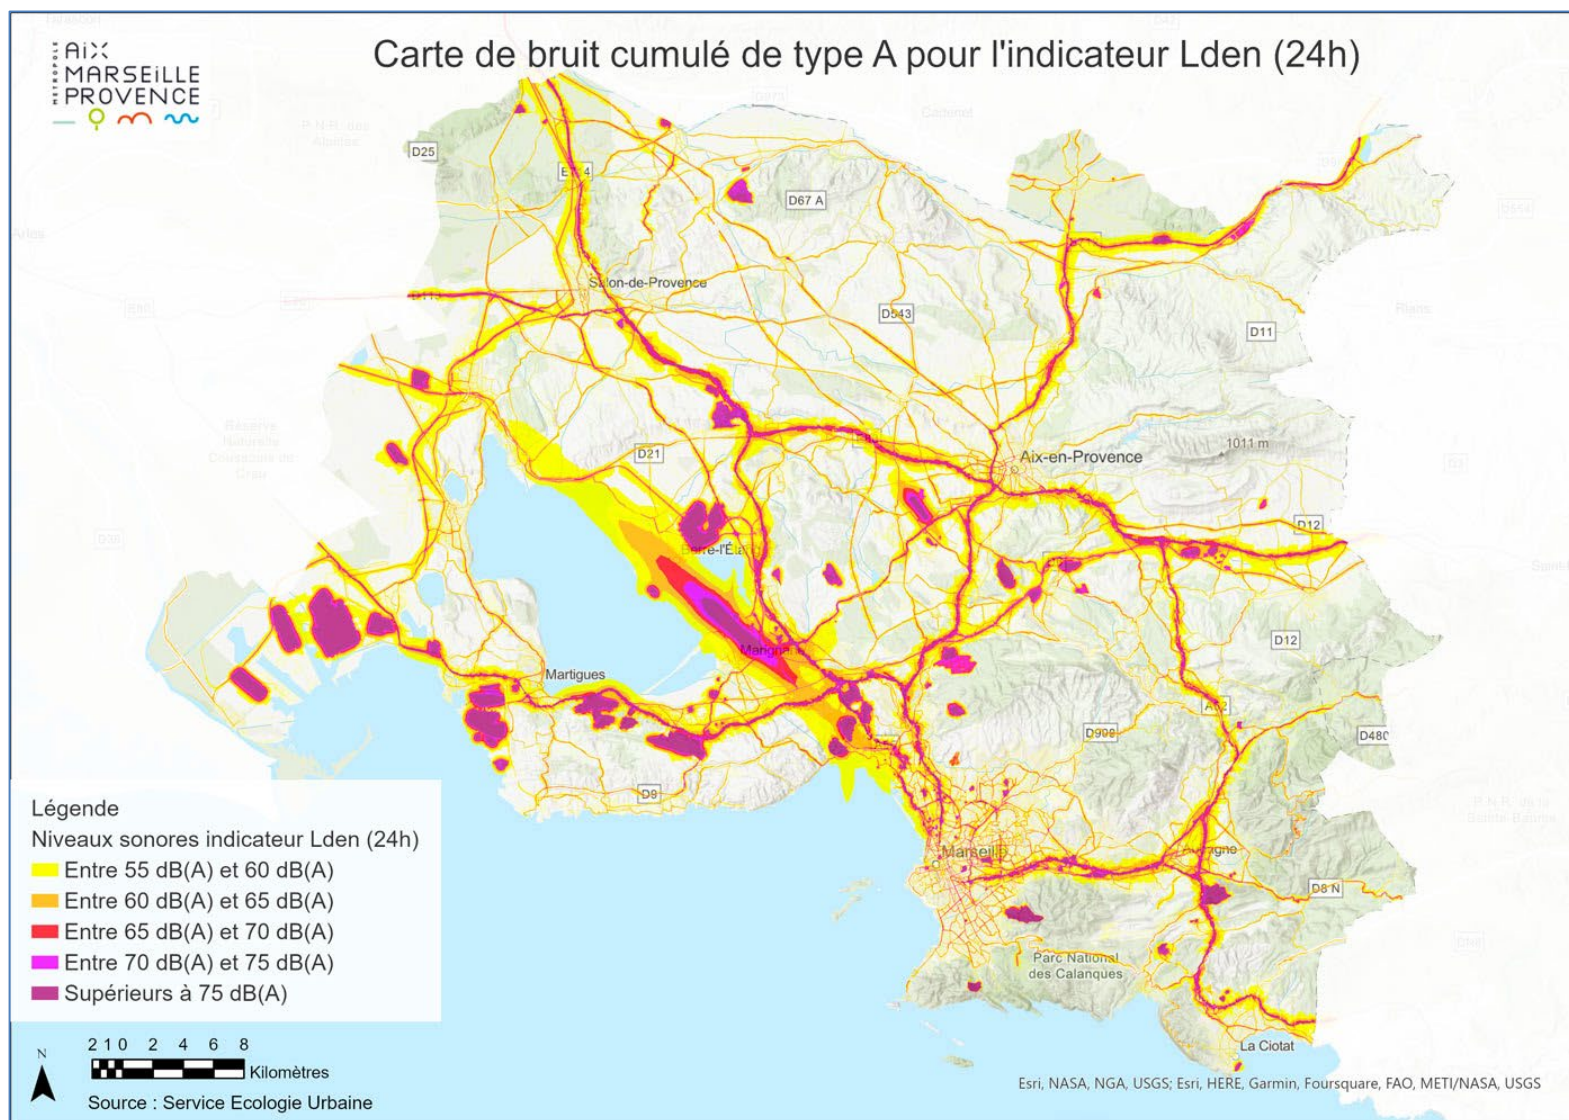 Carte de bruit cumulé de type A pour l'indicateur Lden (24h)
MÉTROPOLE
AIX
MARSEILLE
PROVENCE
Cadenet
D25
D67 A
Salon-de-Provence
D543
D11
Rians
D21
1011 m
Aix-en-Provence
D36
D12
Marignane
D12
Martigues
D480
D9
Marseille
D8 N
Parc National
des Calanques
La Ciotat
Légende
Niveaux sonores indicateur Lden (24h)
Entre 55 dB(A) et 60 dB(A)
Entre 60 dB(A) et 65 dB(A)
Entre 65 dB(A) et 70 dB(A)
Entre 70 dB(A) et 75 dB(A)
Supérieurs à 75 dB(A)
N
2 1 0 2 4 6 8
Kilomètres
Source : Service Ecologie Urbaine
Esri, NASA, NGA, USGS; Esri, HERE, Garmin, Foursquare, FAO, METI/NASA, USGS